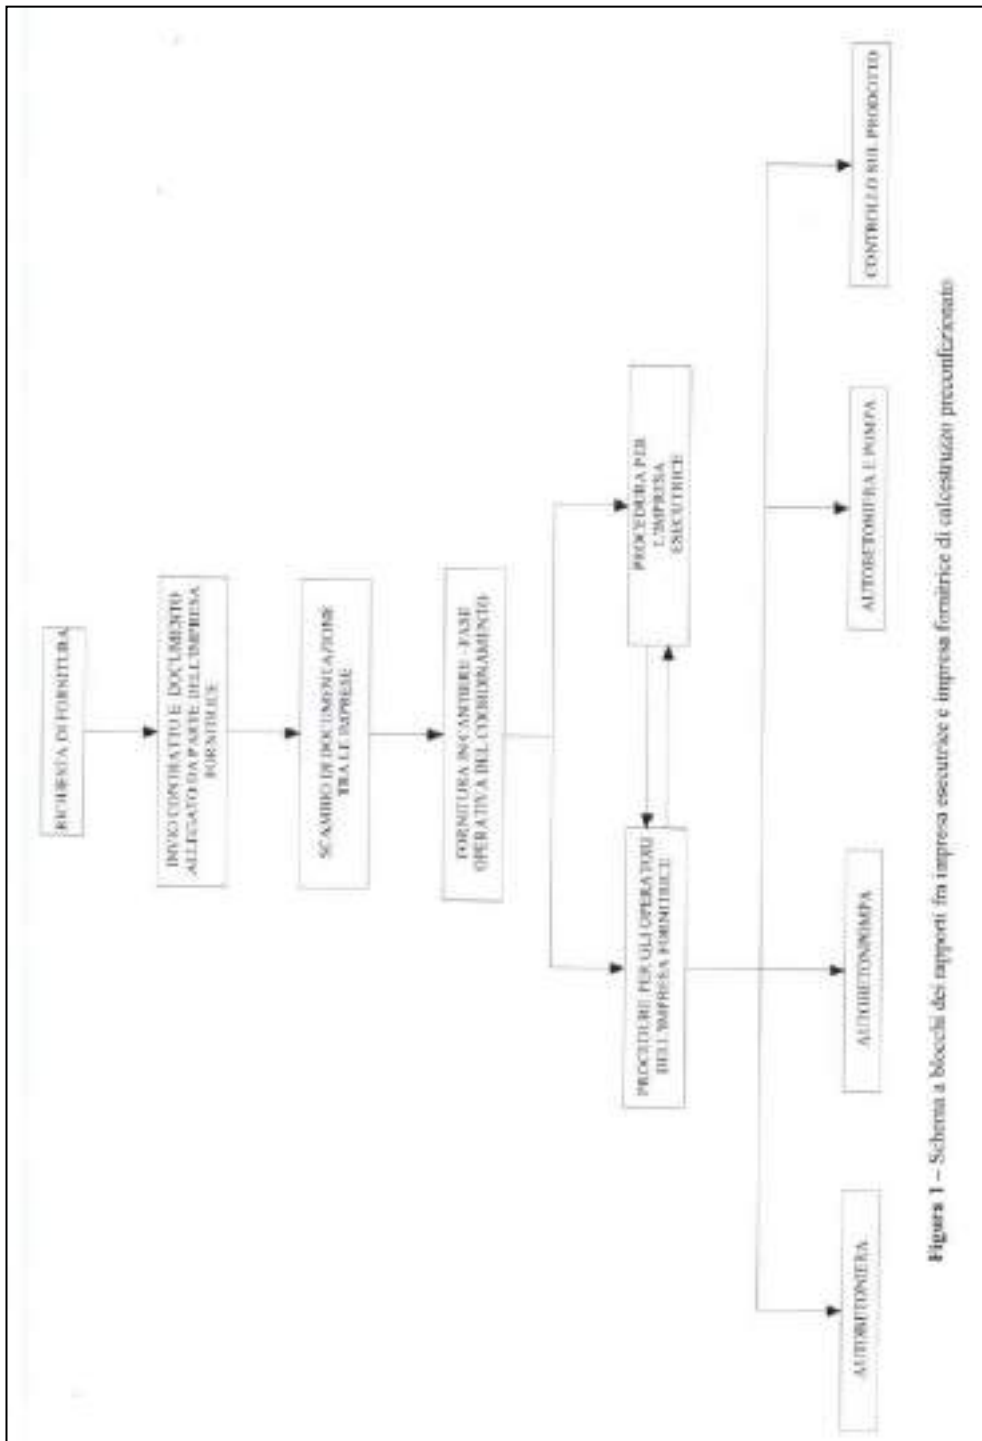 RICHIESTA DI FORNITURA
INVIO CONTRATTO E DOCUMENTO
ALLEGATO DA PARTE DELL'IMPRESA
FORNITRICE
SCAMBIO DI DOCUMENTAZIONE
TRA LE IMPRESE
FORNITURA IN CANTIERE - FASE
OPERATIVA DEL COORDINAMENTO
PROCEDURE PER GLI OPERATORI
DELL'IMPRESA FORNITRICE
PROCEDURA PER
L'IMPRESA
ESECUTRICE
AUTOBETONIERA
AUTOBETONPOMPA
AUTOBETONIERA E POMPA
CONTROLLO SUL PRODOTTO
Figura 1 – Schema a blocchi dei rapporti fra impresa esecutrice e impresa fornitrice di calcestruzzo preconfezionato